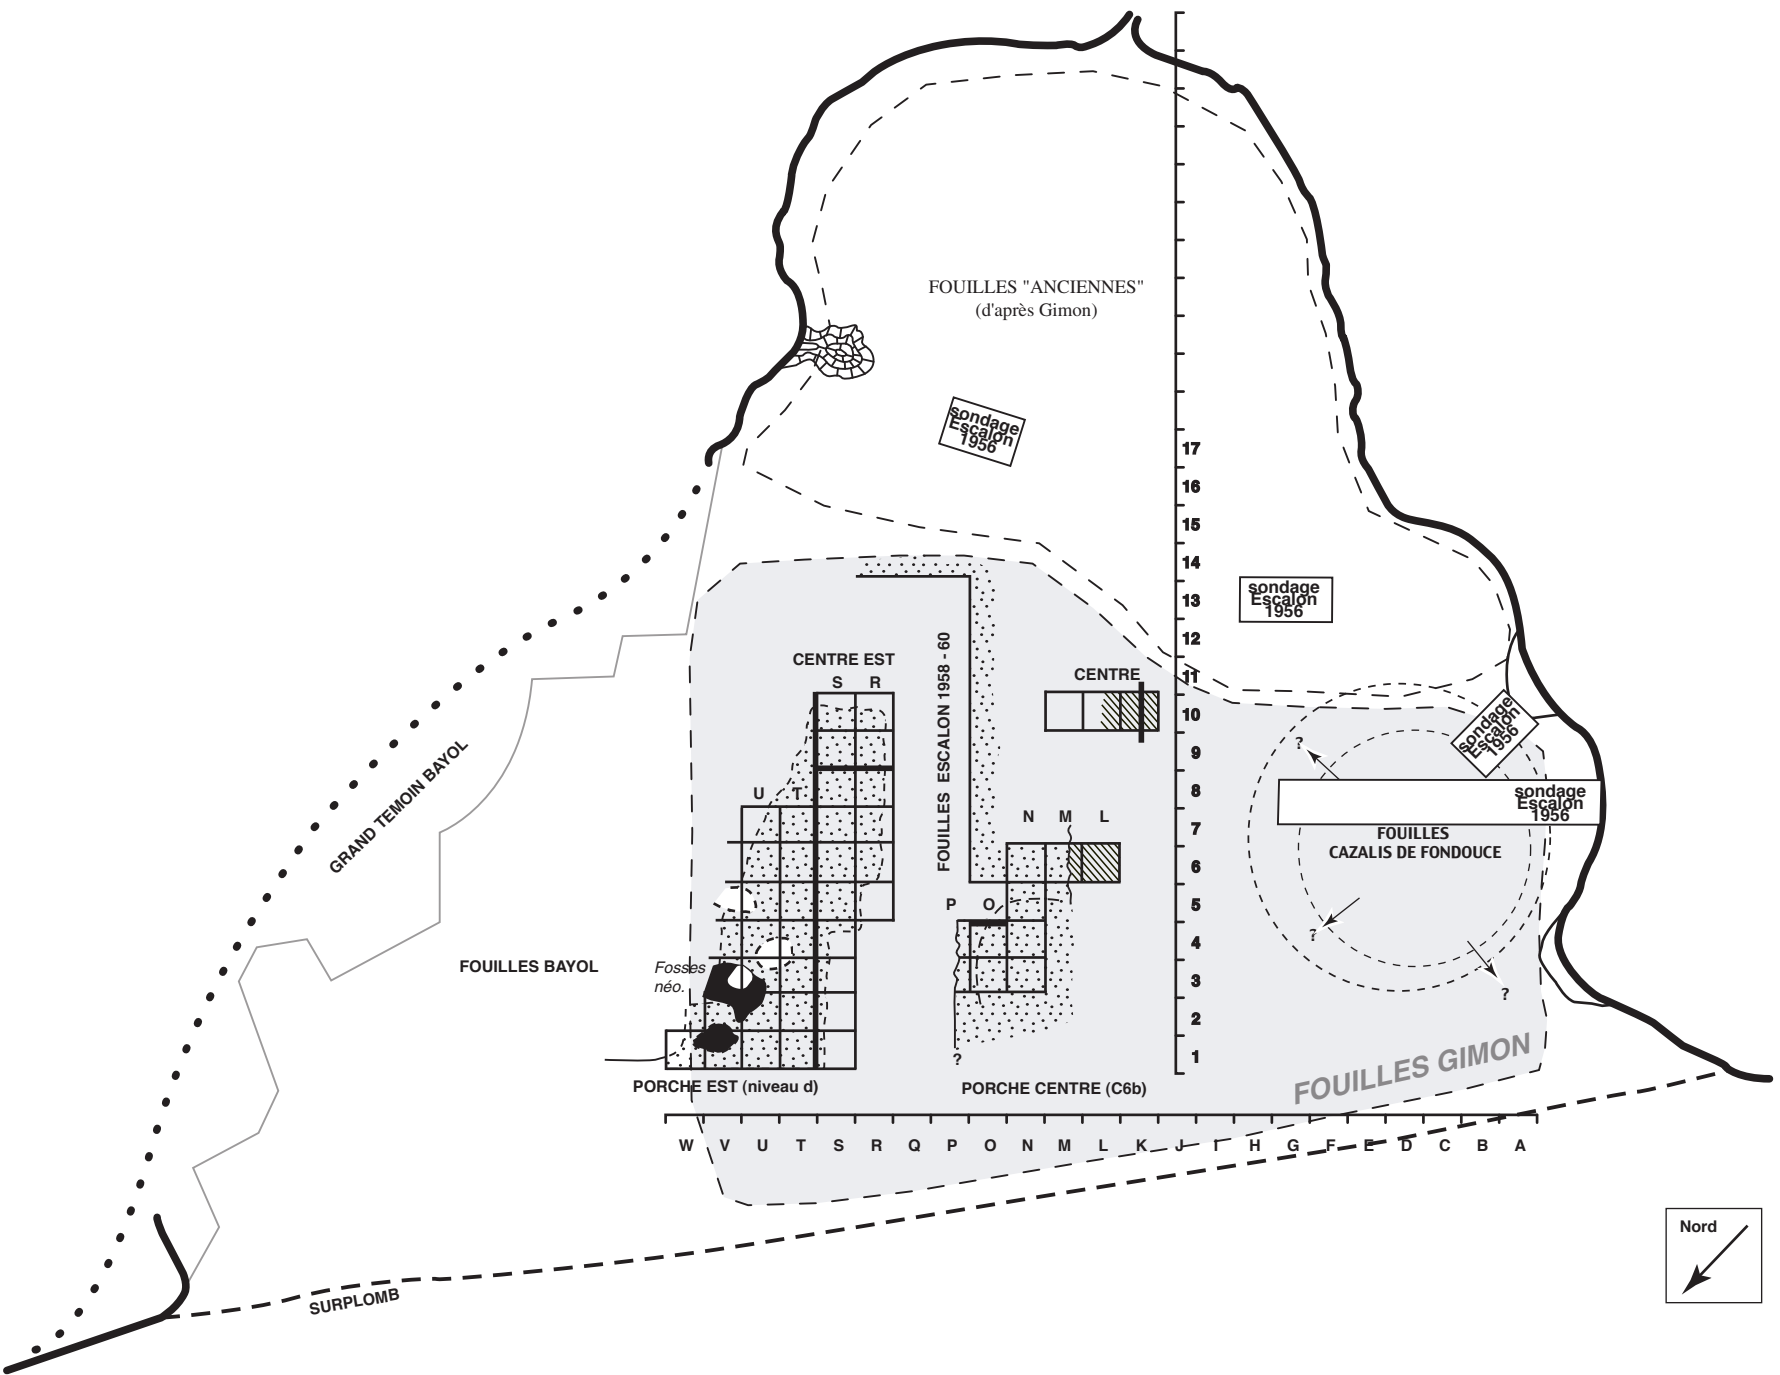 FOUILLES "ANCIENNES"
(d'après Gimon)
sondage
Escalon
1956
17
16
15
14
13
12
11
10
9
8
7
6
5
4
3
2
1
sondage
Escalon
1956
CENTRE EST
S R
U T
FOUILLES ESCALON 1958 - 60
CENTRE
N M L
P O
sondage
Escalon
1956
sondage
Escalon
1956
?
FOUILLES
CAZALIS DE FONDOUCE
?
?
GRAND TEMOIN BAYOL
FOUILLES BAYOL
Fosses
néo.
?
PORCHE EST (niveau d)
PORCHE CENTRE (C6b)
FOUILLES GIMON
W V U T S R Q P O N M L K J I H G F E D C B A
SURPLOMB
Nord